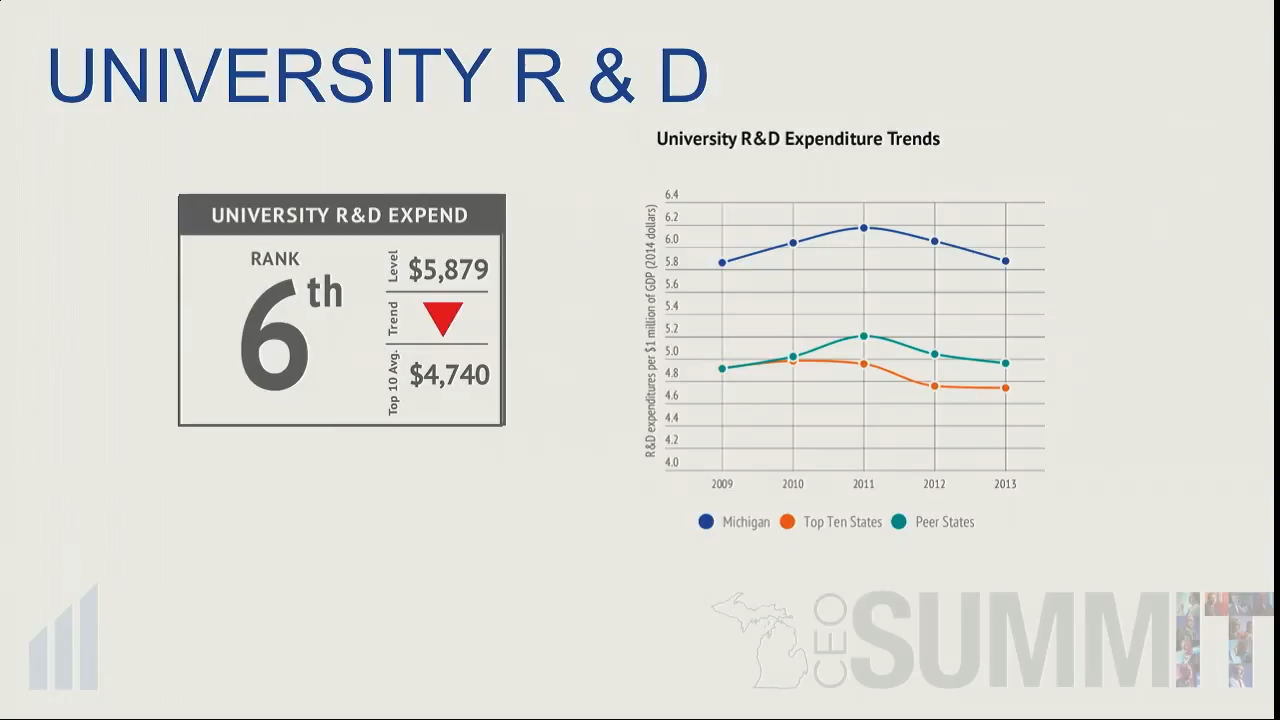 UNIVERSITY R & D
University R&D Expenditure Trends
UNIVERSITY R&D EXPEND
RANK
6th
Level
$5,879
Trend
Top 10 Avg.
$4,740
R&D expenditures per $1 million of GDP (2014 dollars)
6.4
6.2
6.0
5.8
5.6
5.4
5.2
5.0
4.8
4.6
4.4
4.2
4.0
2009 2010 2011 2012 2013
Michigan Top Ten States Peer States
CEO SUMMIT